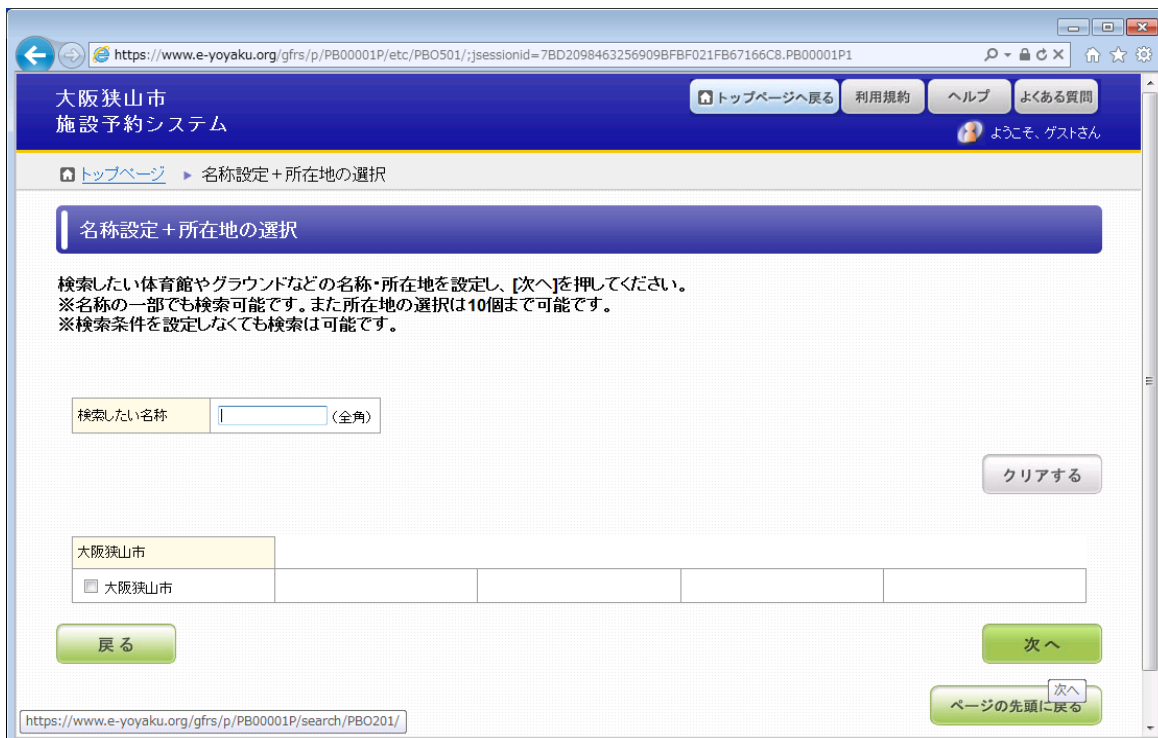 https://www.e-yoyaku.org/gfrs/p/PB00001P/etc/PBO501/;jsessionid=7BD2098463256909BFBF021FB67166C8.PB00001P1
大阪狭山市
施設予約システム
トップページへ戻る 利用規約 ヘルプ よくある質問
ようこそ、ゲストさん
トップページ ▶ 名称設定+所在地の選択
名称設定+所在地の選択
検索したい体育館やグラウンドなどの名称・所在地を設定し、[次へ]を押してください。
※名称の一部でも検索可能です。また所在地の選択は10個まで可能です。
※検索条件を設定しなくても検索は可能です。
検索したい名称 (全角)
クリアする
大阪狭山市
大阪狭山市
戻る
次へ
次へ
ページの先頭に戻る
https://www.e-yoyaku.org/gfrs/p/PB00001P/search/PBO201/